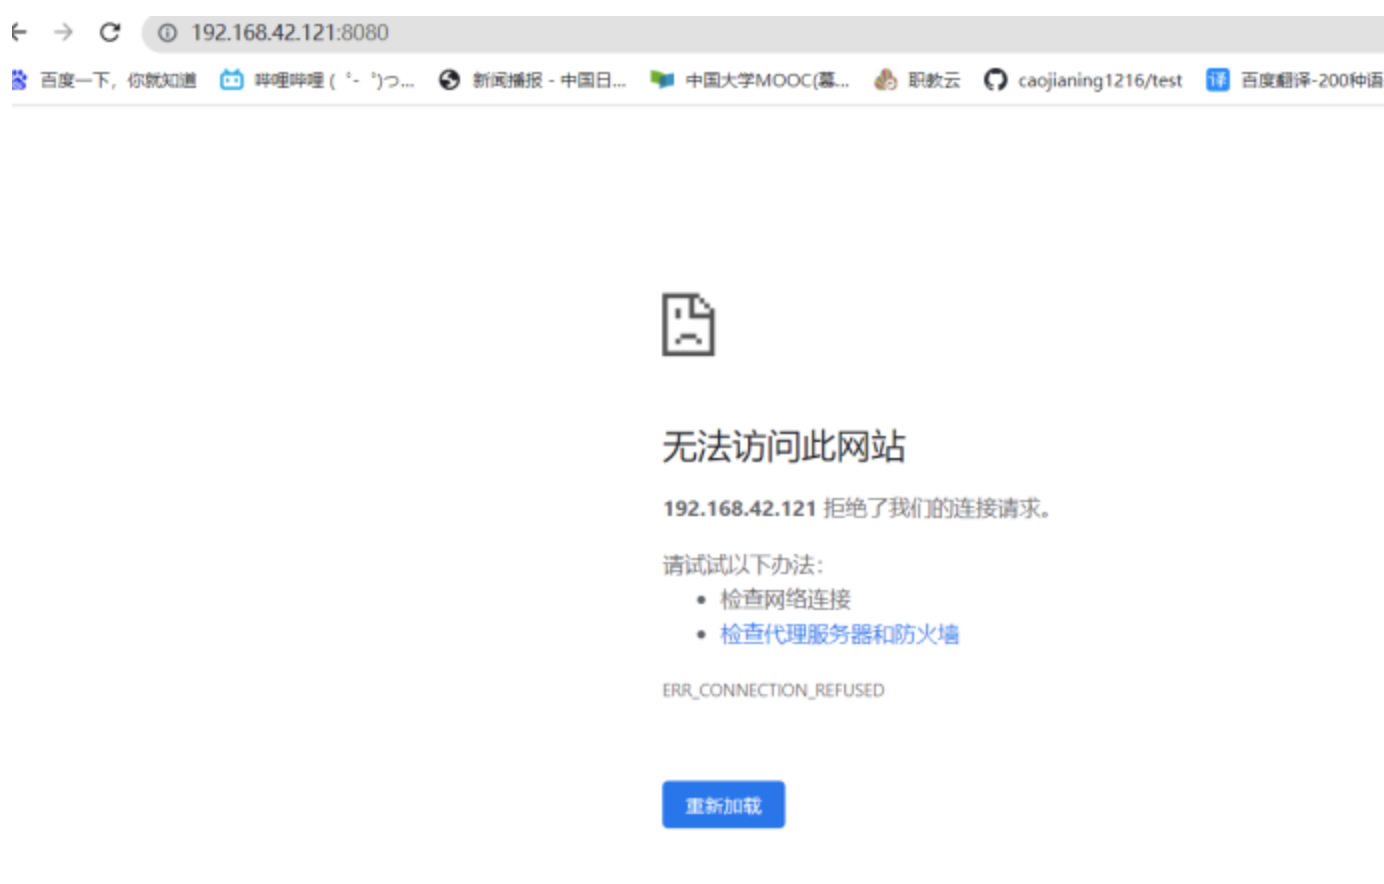 192.168.42.121:8080
百度一下，你就知道 哔哩哔哩 ( ゜- ゜)つ... 新闻播报 - 中国日... 中国大学MOOC(慕... 职教云 caojianing1216/test 译 百度翻译-200种语
无法访问此网站
192.168.42.121 拒绝了我们的连接请求。
请试试以下办法：
检查网络连接
检查代理服务器和防火墙
ERR_CONNECTION_REFUSED
重新加载